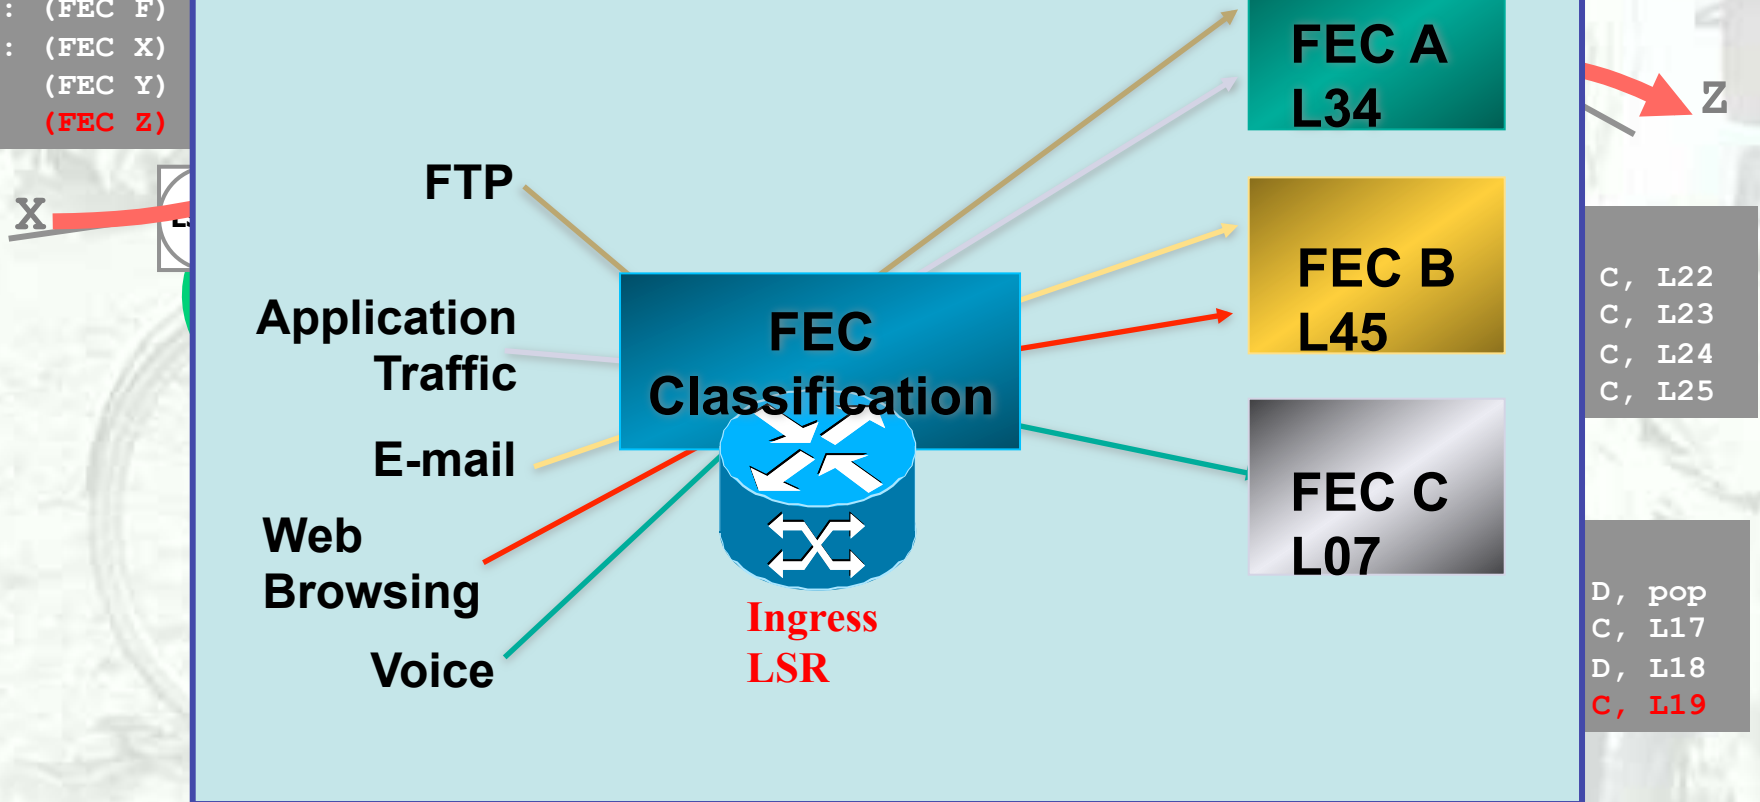 : (FEC F)
: (FEC X)
(FEC Y)
(FEC Z)
X
FTP
Application
Traffic
E-mail
Web
Browsing
Voice
FEC
Classification
Ingress
LSR
FEC A
L34
FEC B
L45
FEC C
L07
Z
C, L22
C, L23
C, L24
C, L25
D, pop
C, L17
D, L18
C, L19